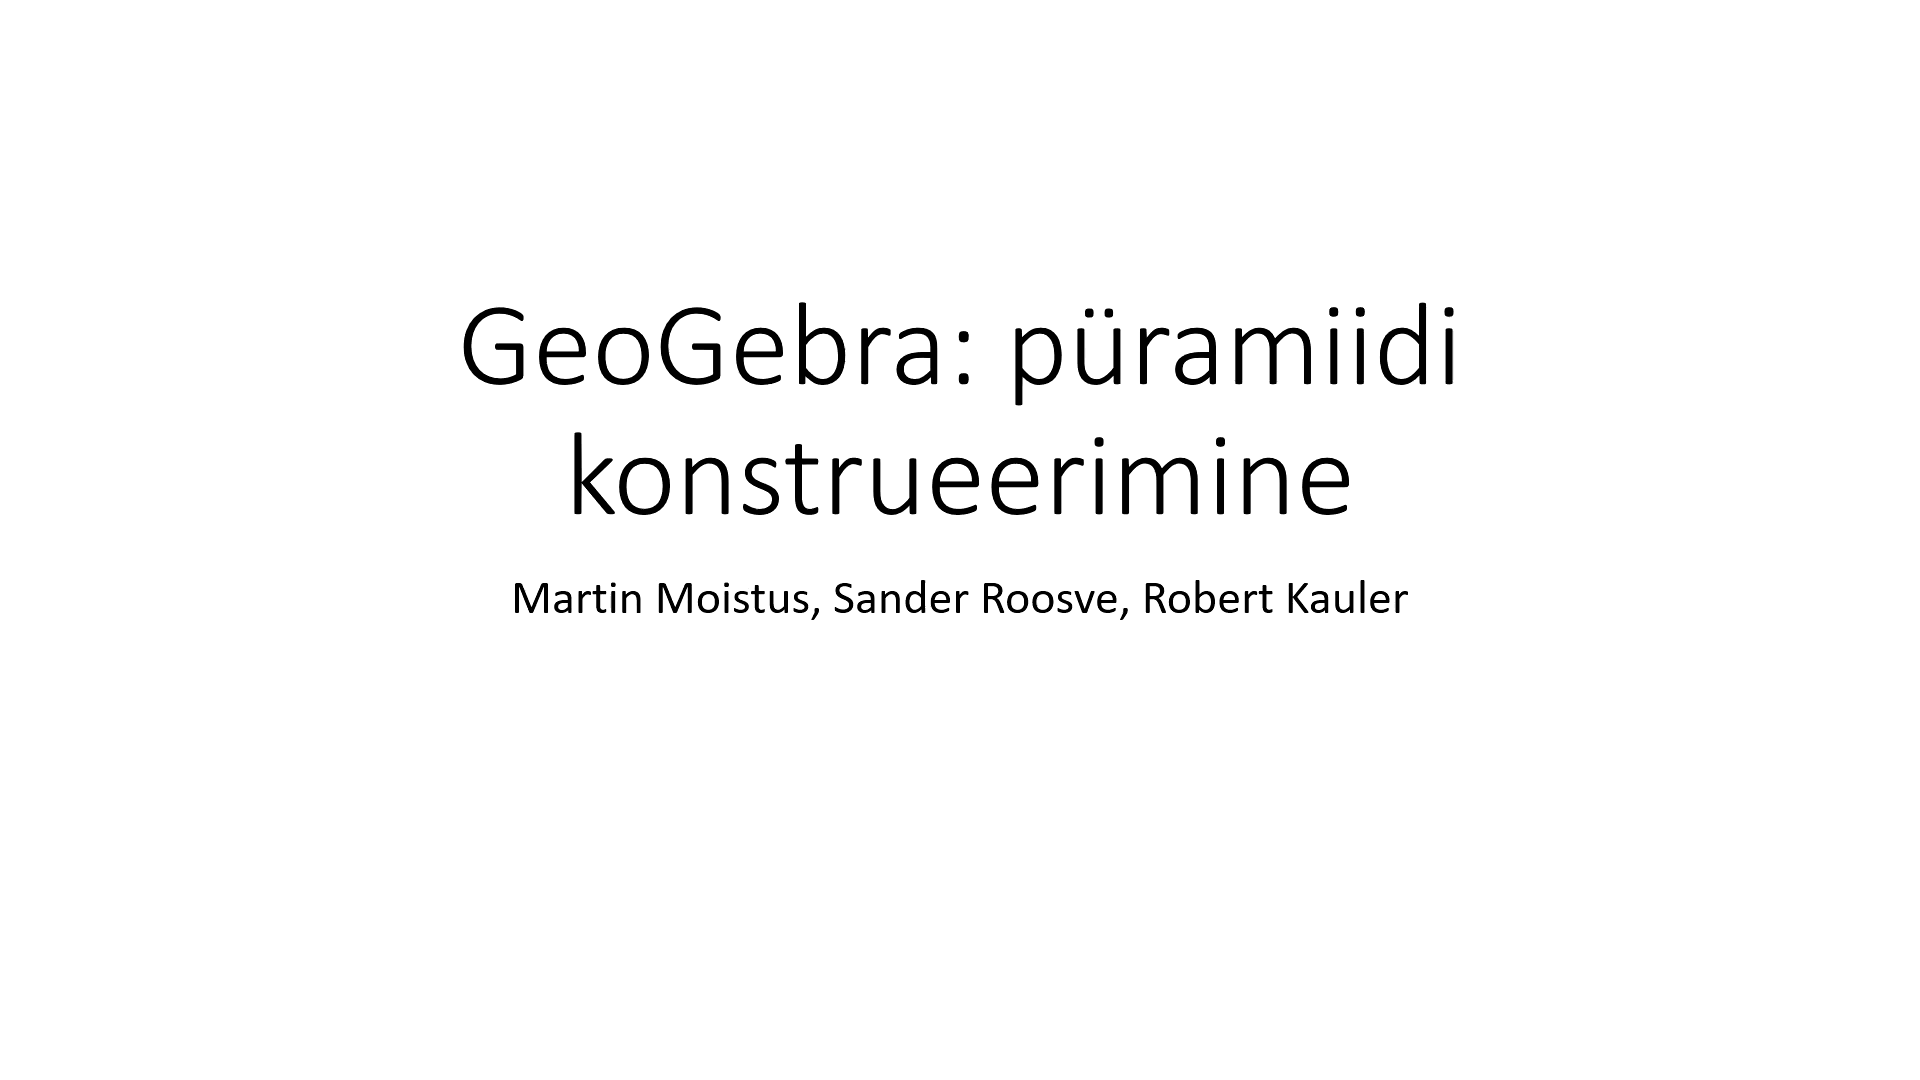 GeoGebra: püramiidi
konstrueerimine
Martin Moistus, Sander Roosve, Robert Kauler